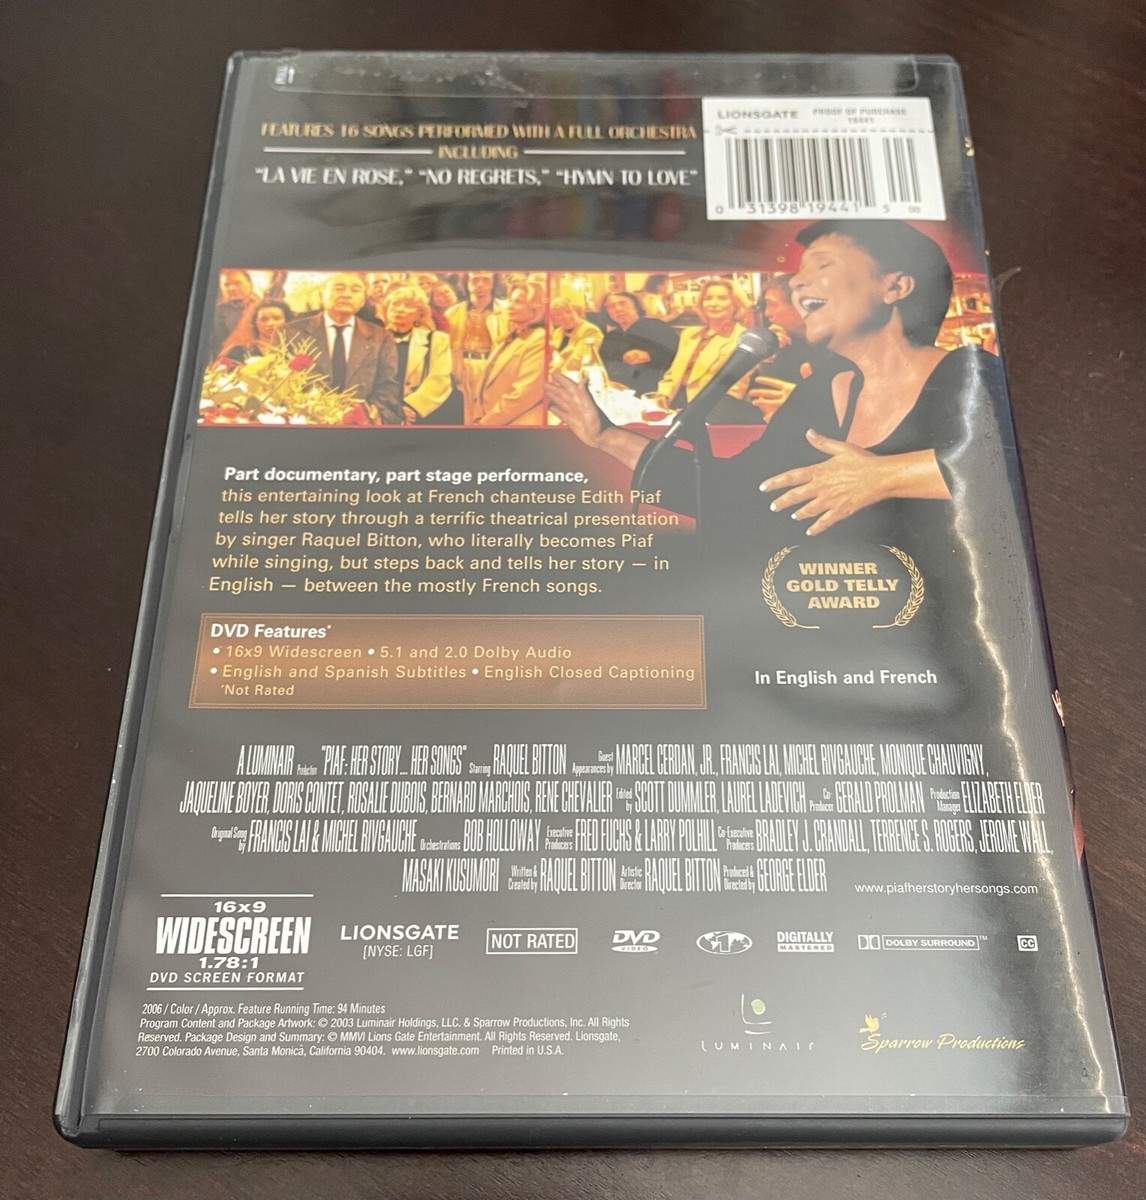 FEATURES 16 SONGS PERFORMED WITH A FULL ORCHESTRA
INCLUDING
"LA VIE EN ROSE," "NO REGRETS," "HYMN TO LOVE"
LIONSGATE PROOF OF PURCHASE
19441
0 31398 19441 5 00
Part documentary, part stage performance,
this entertaining look at French chanteuse Edith Piaf
tells her story through a terrific theatrical presentation
by singer Raquel Bitton, who literally becomes Piaf
while singing, but steps back and tells her story — in
English — between the mostly French songs.
WINNER
GOLD TELLY
AWARD
In English and French
DVD Features*
• 16x9 Widescreen • 5.1 and 2.0 Dolby Audio
• English and Spanish Subtitles • English Closed Captioning
*Not Rated
A LUMINAIR Production "PIAF: HER STORY... HER SONGS" Starring RAQUEL BITTON Guest Appearances by MARCEL CERDAN, JR., FRANCIS LAI, MICHEL RIVGAUCHE, MONIQUE CHAUVIGNY,
JAQUELINE BOYER, DORIS CONTET, ROSALIE DUBOIS, BERNARD MARCHOIS, RENE CHEVALIER Edited by SCOTT DUMMLER, LAUREL LADEVICH Co-Producer GERALD PROLMAN Production Manager ELIZABETH ELDER
Original Song by FRANCIS LAI & MICHEL RIVGAUCHE Orchestrations BOB HOLLOWAY Executive Producers FRED FUCHS & LARRY POLHILL Co-Executive Producers BRADLEY J. CRANDALL, TERRENCE S. ROGERS, JEROME WALL,
MASAKI KUSUMORI Written & Created by RAQUEL BITTON Artistic Director RAQUEL BITTON Produced & Directed by GEORGE ELDER
www.piafherstoryhersongs.com
16x9
WIDESCREEN
1.78:1
DVD SCREEN FORMAT
LIONSGATE
[NYSE: LGF]
NOT RATED
DVD VIDEO
1
DIGITALLY
MASTERED
DOLBY SURROUND™
CC
2006 / Color / Approx. Feature Running Time: 94 Minutes
Program Content and Package Artwork: © 2003 Luminair Holdings, LLC. & Sparrow Productions, Inc. All Rights
Reserved. Package Design and Summary: © MMVI Lions Gate Entertainment. All Rights Reserved. Lionsgate,
2700 Colorado Avenue, Santa Monica, California 90404. www.lionsgate.com Printed in U.S.A.
LUMINAIR
Sparrow Productions